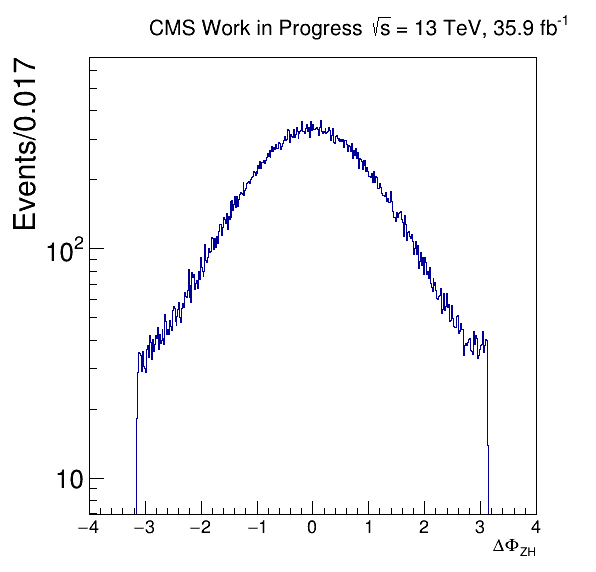 CMS Work in Progress √s = 13 TeV, 35.9 fb⁻¹
Events/0.017
10²
10
−4 −3 −2 −1 0 1 2 3 4
ΔΦ_ZH